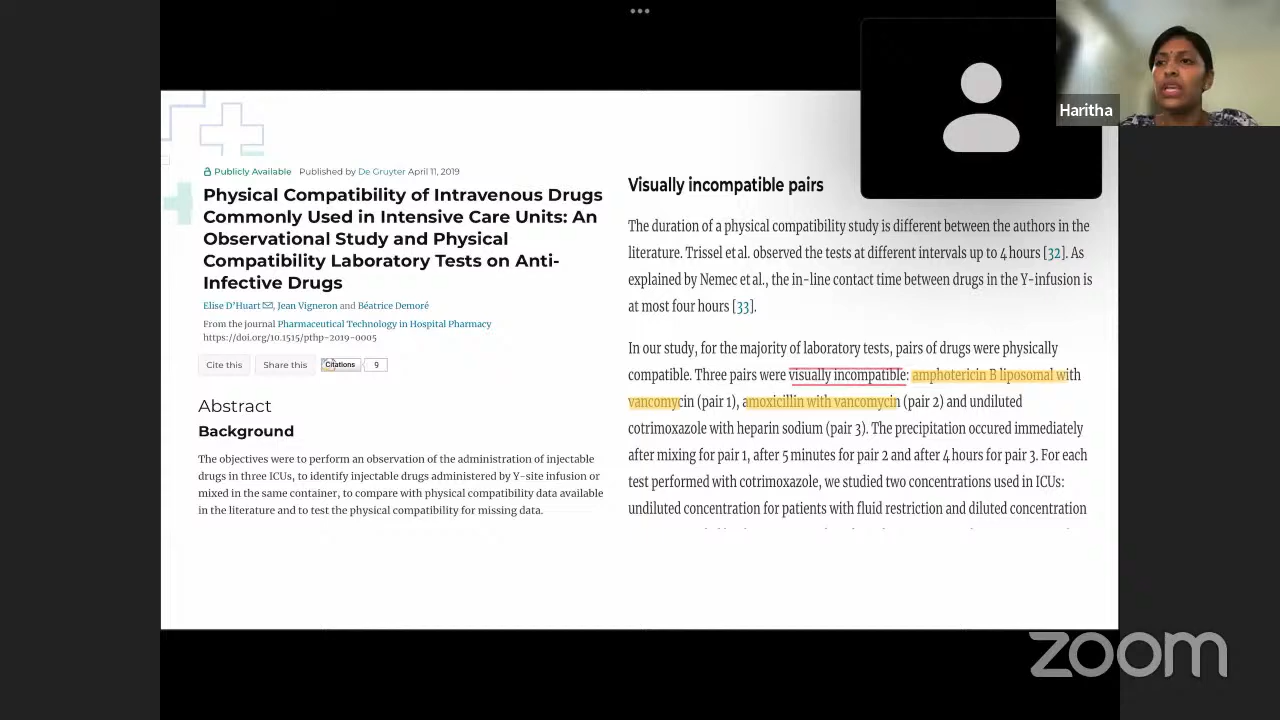 Haritha
Publicly Available Published by De Gruyter April 11, 2019
Physical Compatibility of Intravenous Drugs
Commonly Used in Intensive Care Units: An
Observational Study and Physical
Compatibility Laboratory Tests on Anti-
Infective Drugs
Elise D’Huart, Jean Vigneron and Béatrice Demoré
From the journal Pharmaceutical Technology in Hospital Pharmacy
https://doi.org/10.1515/pthp-2019-0005
Cite this Share this Citations 9
Abstract
Background
The objectives were to perform an observation of the administration of injectable
drugs in three ICUs, to identify injectable drugs administered by Y-site infusion or
mixed in the same container, to compare with physical compatibility data available
in the literature and to test the physical compatibility for missing data.
Visually incompatible pairs
The duration of a physical compatibility study is different between the authors in the
literature. Trissel et al. observed the tests at different intervals up to 4 hours [32]. As
explained by Nemec et al., the in-line contact time between drugs in the Y-infusion is
at most four hours [33].
In our study, for the majority of laboratory tests, pairs of drugs were physically
compatible. Three pairs were visually incompatible: amphotericin B liposomal with
vancomycin (pair 1), amoxicillin with vancomycin (pair 2) and undiluted
cotrimoxazole with heparin sodium (pair 3). The precipitation occured immediately
after mixing for pair 1, after 5 minutes for pair 2 and after 4 hours for pair 3. For each
test performed with cotrimoxazole, we studied two concentrations used in ICUs:
undiluted concentration for patients with fluid restriction and diluted concentration
zoom